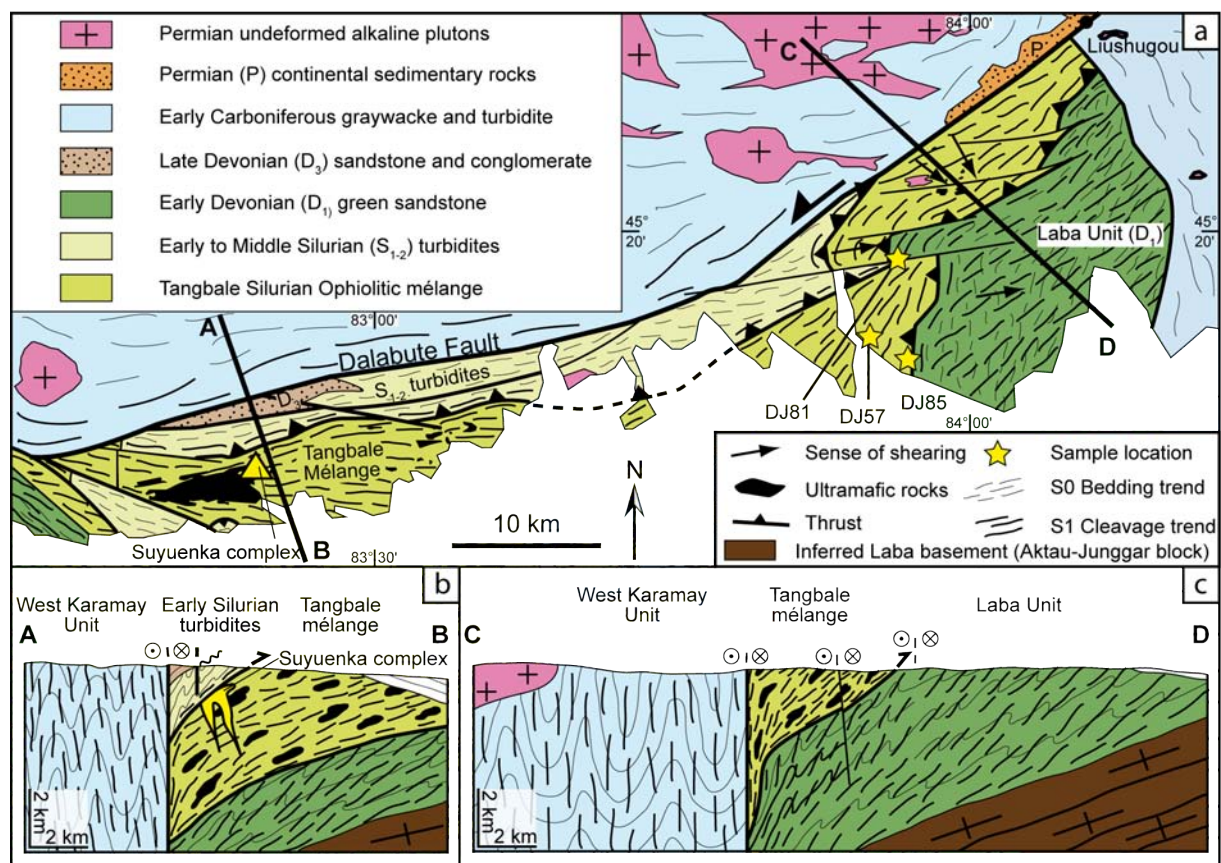 a
Permian undeformed alkaline plutons
Permian (P) continental sedimentary rocks
Early Carboniferous graywacke and turbidite
Late Devonian (D3) sandstone and conglomerate
Early Devonian (D1) green sandstone
Early to Middle Silurian (S1-2) turbidites
Tangbale Silurian Ophiolitic mélange
84° 00'
C
P
Liushugou
45°
20'
45°
20'
Laba Unit (D1)
A
83° 00'
Dalabute Fault
S1-2 turbidites
D3
D
DJ81
DJ57
DJ85
84° 00'
Tangbale
Mélange
N
10 km
Suyuenka complex
B
83° 30'
Sense of shearing
Sample location
Ultramafic rocks
S0 Bedding trend
Thrust
S1 Cleavage trend
Inferred Laba basement (Aktau-Junggar block)
b
West Karamay
Unit
Early Silurian
turbidites
Tangbale
mélange
A
B
Suyuenka complex
2 km
2 km
c
West Karamay
Unit
Tangbale
mélange
Laba Unit
C
D
2 km
2 km